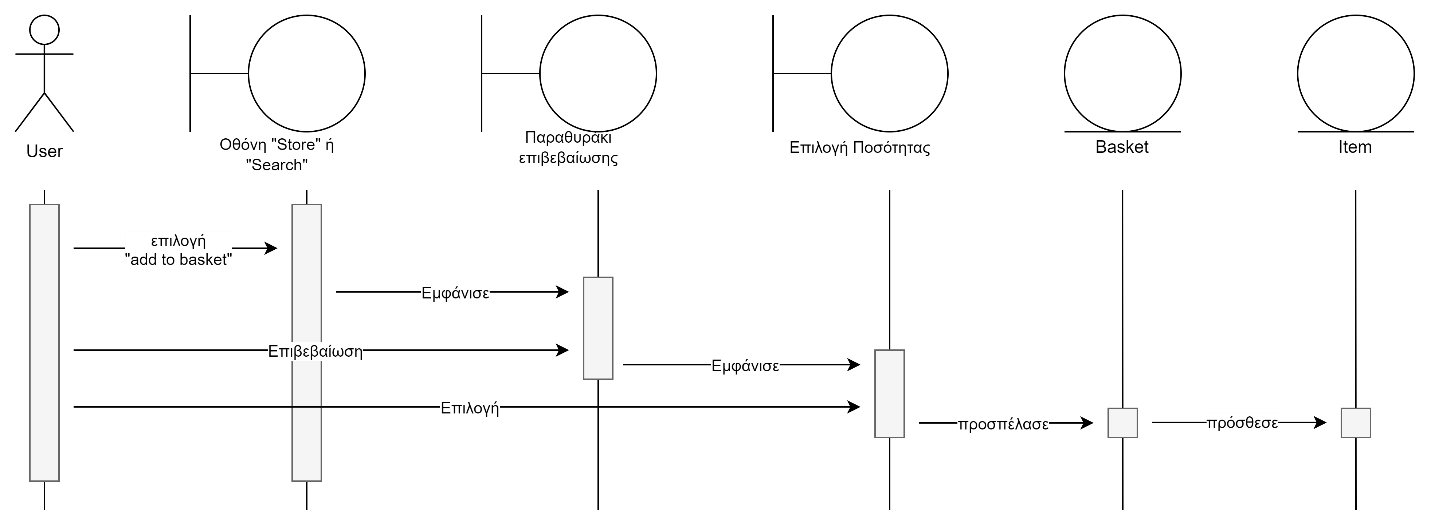 User
Οθόνη "Store" ή
"Search"
Παραθυράκι
επιβεβαίωσης
Επιλογή Ποσότητας
Basket
Item
επιλογή
"add to basket"
Εμφάνισε
Επιβεβαίωση
Εμφάνισε
Επιλογή
προσπέλασε
πρόσθεσε